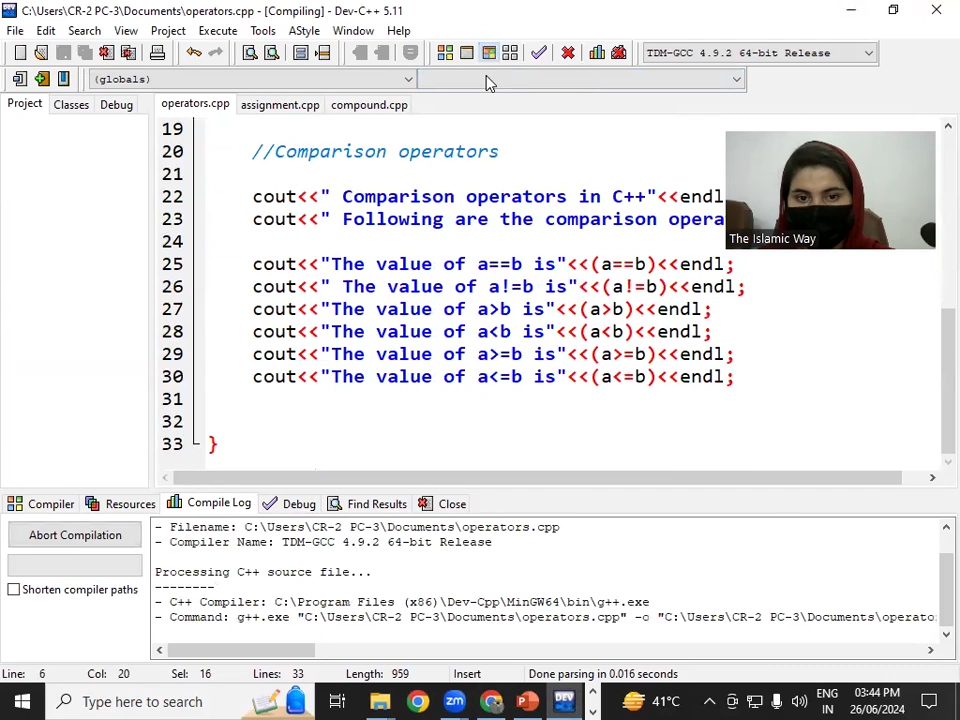 C:\Users\CR-2 PC-3\Documents\operators.cpp - [Compiling] - Dev-C++ 5.11
File Edit Search View Project Execute Tools AStyle Window Help
TDM-GCC 4.9.2 64-bit Release
(globals)
Project Classes Debug
operators.cpp assignment.cpp compound.cpp
19
20 //Comparison operators
21
22 cout<<" Comparison operators in C++"<<endl
23 cout<<" Following are the comparison opera
24
25 cout<<"The value of a==b is"<<(a==b)<<endl;
26 cout<<" The value of a!=b is"<<(a!=b)<<endl;
27 cout<<"The value of a>b is"<<(a>b)<<endl;
28 cout<<"The value of a<b is"<<(a<b)<<endl;
29 cout<<"The value of a>=b is"<<(a>=b)<<endl;
30 cout<<"The value of a<=b is"<<(a<=b)<<endl;
31
32
33 }
The Islamic Way
Compiler Resources Compile Log Debug Find Results Close
Abort Compilation
Shorten compiler paths
- Filename: C:\Users\CR-2 PC-3\Documents\operators.cpp
- Compiler Name: TDM-GCC 4.9.2 64-bit Release
Processing C++ source file...
--------
- C++ Compiler: C:\Program Files (x86)\Dev-Cpp\MinGW64\bin\g++.exe
- Command: g++.exe "C:\Users\CR-2 PC-3\Documents\operators.cpp" -o "C:\Users\CR-2 PC-3\Documents\operato
Line: 6 Col: 20 Sel: 16 Lines: 33 Length: 959 Insert Done parsing in 0.016 seconds
Type here to search
zm
DEV
41°C
ENG
IN
03:44 PM
26/06/2024